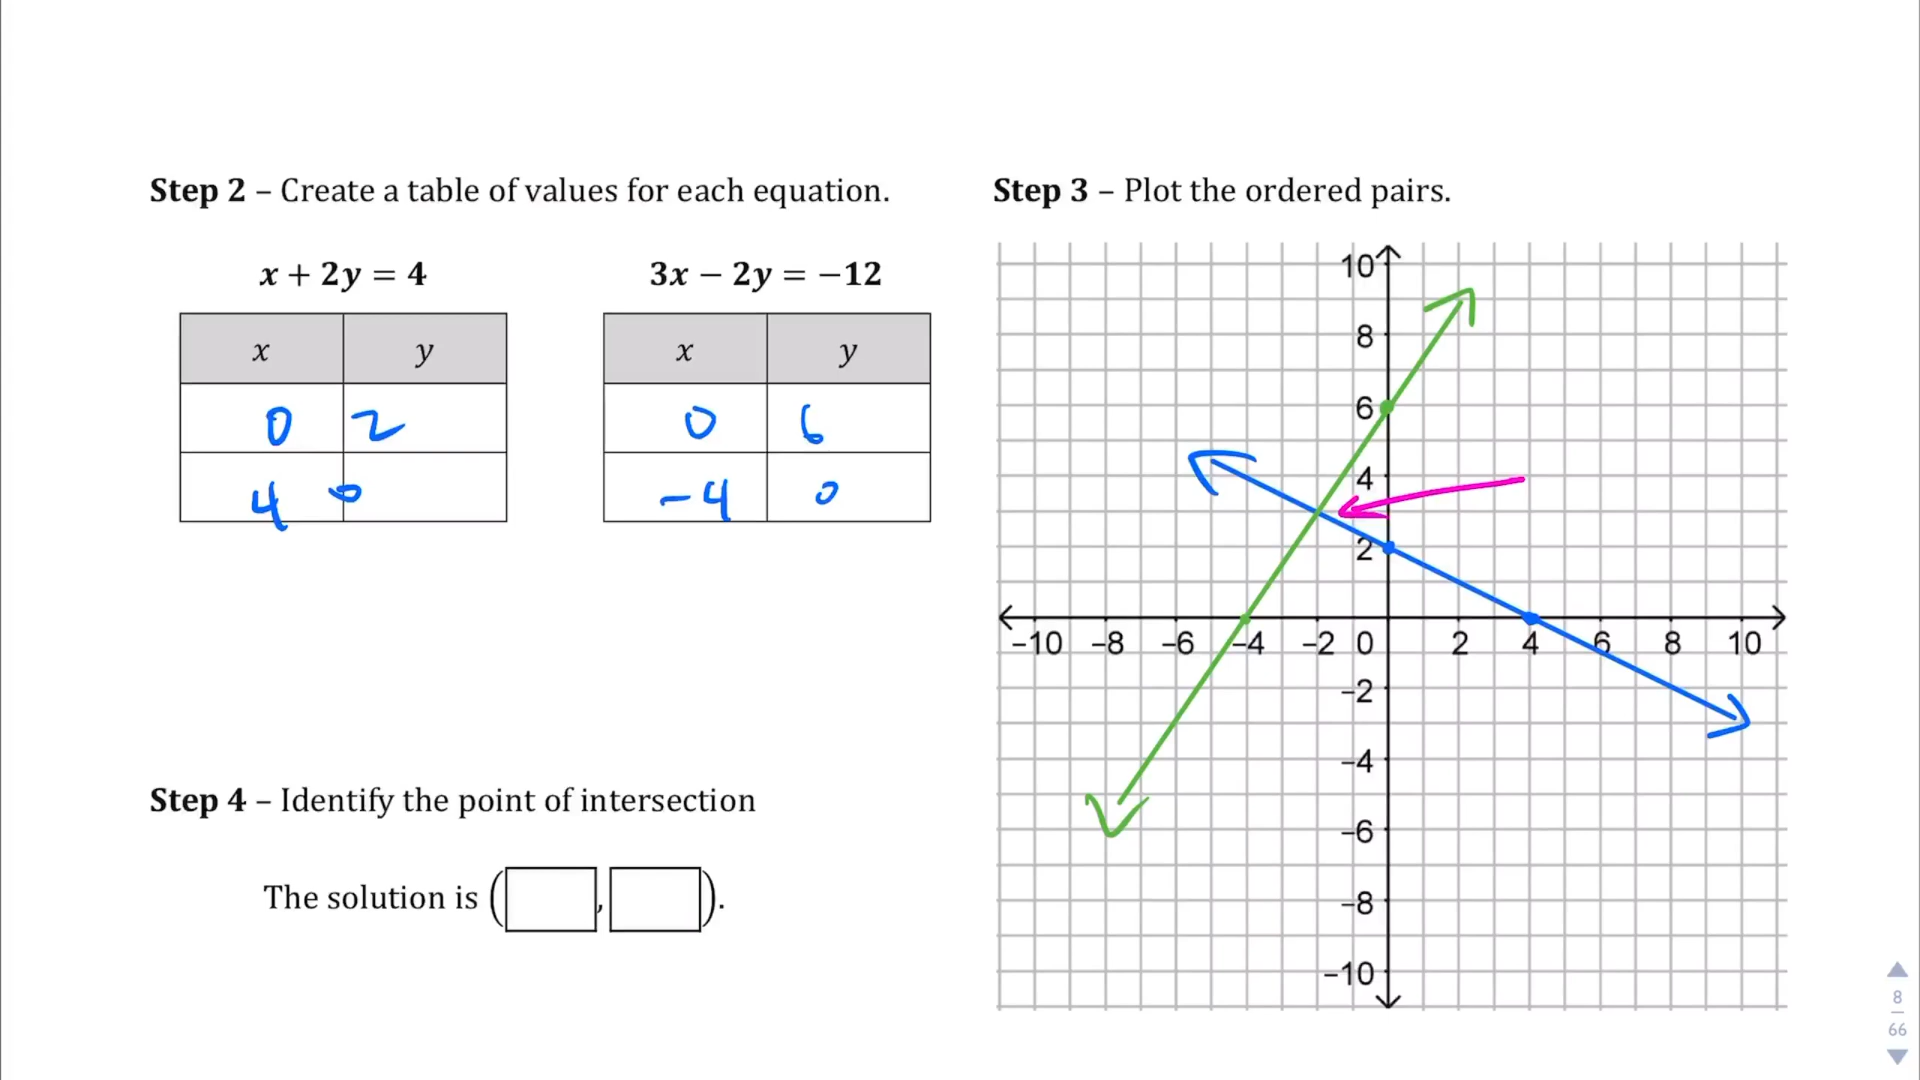 Step 2 – Create a table of values for each equation.
x + 2y = 4
x y
0 2
4 0
3x − 2y = −12
x y
0 6
-4 0
Step 3 – Plot the ordered pairs.
10
8
6
4
2
−10 −8 −6 −4 −2 0 2 4 6 8 10
−2
−4
−6
−8
−10
Step 4 – Identify the point of intersection
The solution is ( , ).
8
66